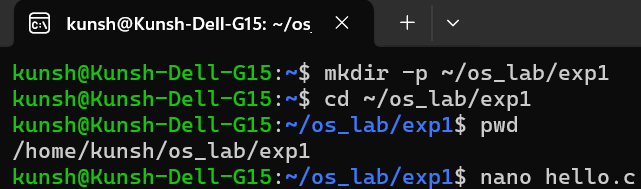 kunsh@Kunsh-Dell-G15: ~/os_
kunsh@Kunsh-Dell-G15:~$ mkdir -p ~/os_lab/exp1
kunsh@Kunsh-Dell-G15:~$ cd ~/os_lab/exp1
kunsh@Kunsh-Dell-G15:~/os_lab/exp1$ pwd
/home/kunsh/os_lab/exp1
kunsh@Kunsh-Dell-G15:~/os_lab/exp1$ nano hello.c